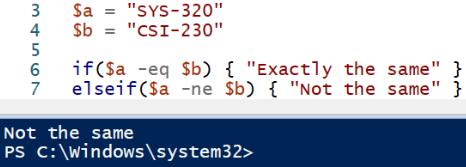 3 $a = "SYS-320"
4 $b = "CSI-230"
5
6 if($a -eq $b) { "Exactly the same" }
7 elseif($a -ne $b) { "Not the same" }
Not the same
PS C:\Windows\system32>